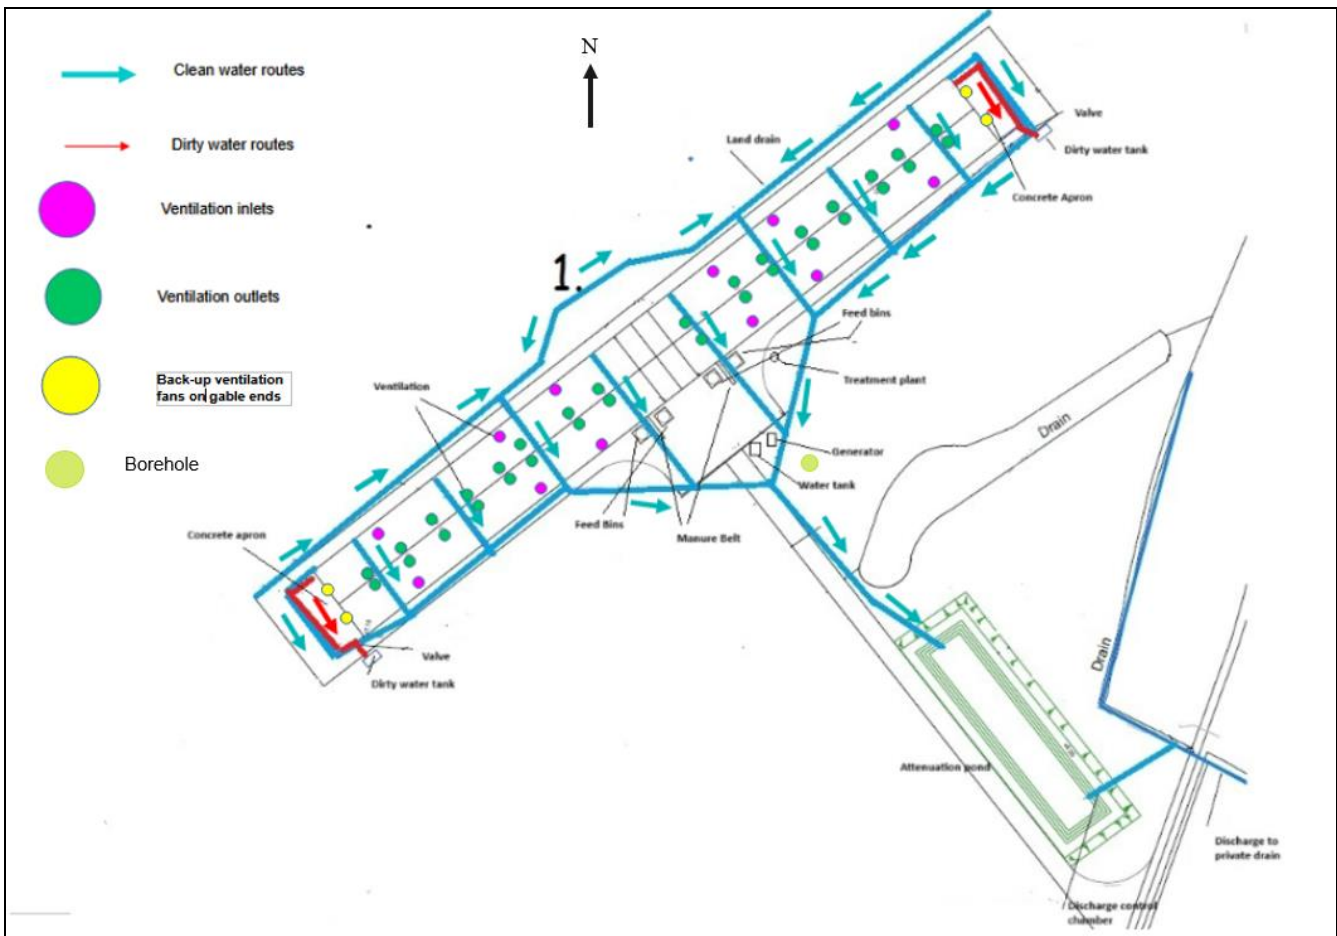 N
Clean water routes
Dirty water routes
Ventilation inlets
Ventilation outlets
Back-up ventilation
fans on gable ends
Borehole
1.
Land drain
Valve
Dirty water tank
Concrete Apron
Feed bins
Treatment plant
Ventilation
Generator
Water tank
Feed Bins
Manure Belt
Concrete apron
Valve
Dirty water tank
Drain
Drain
Attenuation pond
Discharge to
private drain
Discharge control
chamber